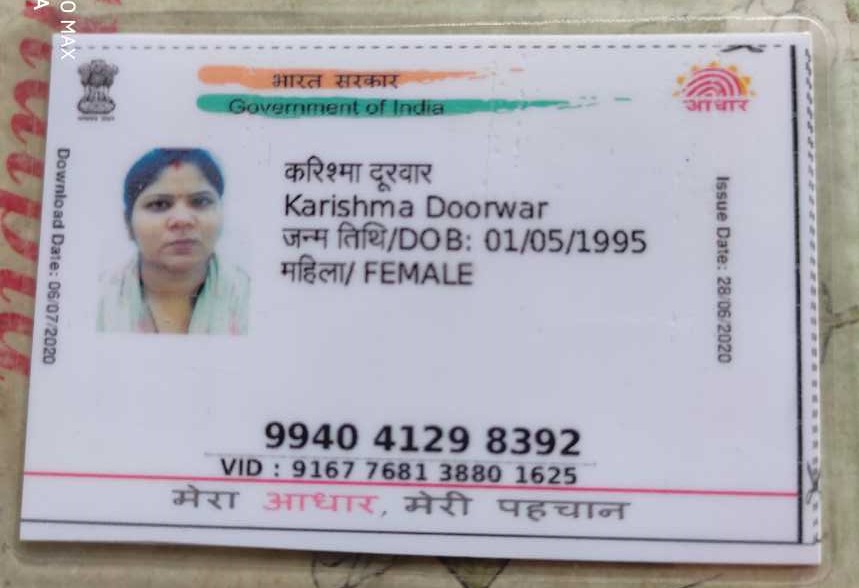 भारत सरकार
Government of India
आधार
Download Date: 06/07/2020
करिश्मा दूरवार
Karishma Doorwar
जन्म तिथि/DOB: 01/05/1995
महिला/ FEMALE
Issue Date: 28/06/2020
9940 4129 8392
VID : 9167 7681 3880 1625
मेरा आधार, मेरी पहचान